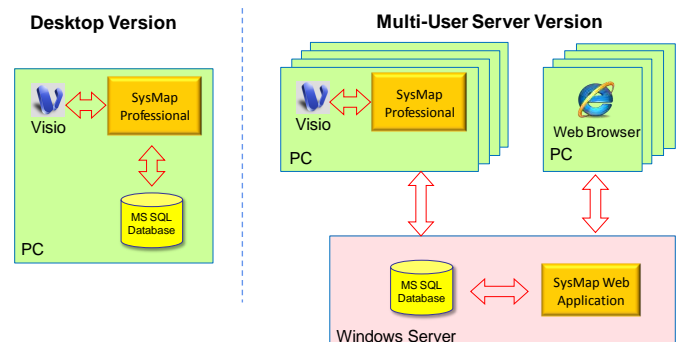 Desktop Version
Visio
SysMap
Professional
MS SQL
Database
PC
Multi-User Server Version
Visio
SysMap
Professional
PC
Web Browser
PC
MS SQL
Database
SysMap Web
Application
Windows Server